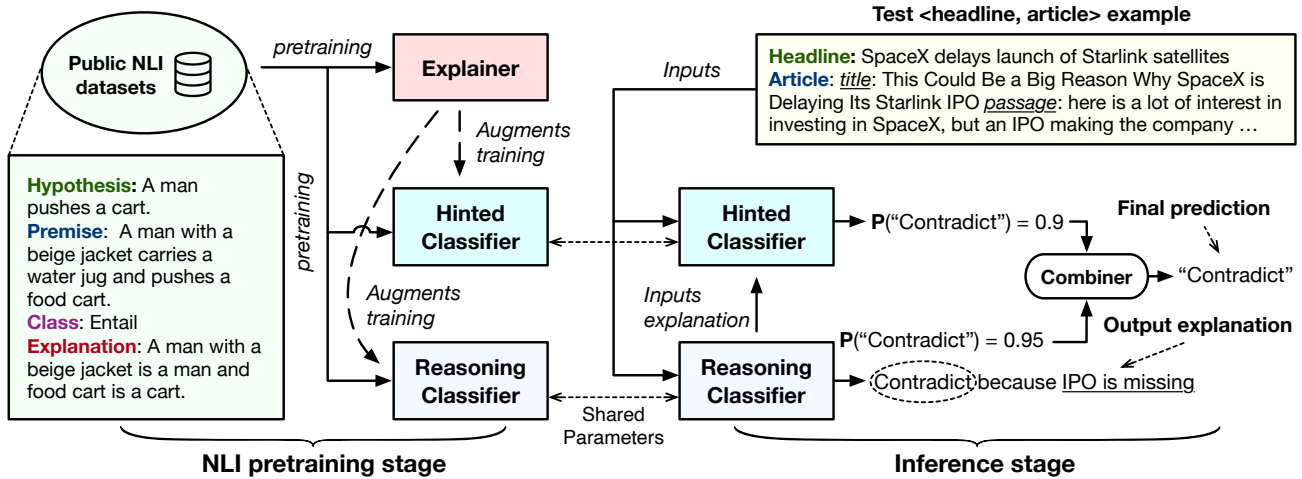 Public NLI
datasets
pretraining
Explainer
Augments
training
pretraining
Hinted
Classifier
Augments
training
Reasoning
Classifier
Hypothesis: A man
pushes a cart.
Premise: A man with a
beige jacket carries a
water jug and pushes a
food cart.
Class: Entail
Explanation: A man with a
beige jacket is a man and
food cart is a cart.
NLI pretraining stage
Shared
Parameters
Test <headline, article> example
Inputs
Headline: SpaceX delays launch of Starlink satellites
Article: title: This Could Be a Big Reason Why SpaceX is
Delaying Its Starlink IPO passage: here is a lot of interest in
investing in SpaceX, but an IPO making the company …
Hinted
Classifier
P(“Contradict”) = 0.9
Final prediction
Combiner
“Contradict”
Inputs
explanation
Output explanation
P(“Contradict”) = 0.95
Reasoning
Classifier
Contradict because IPO is missing
Inference stage